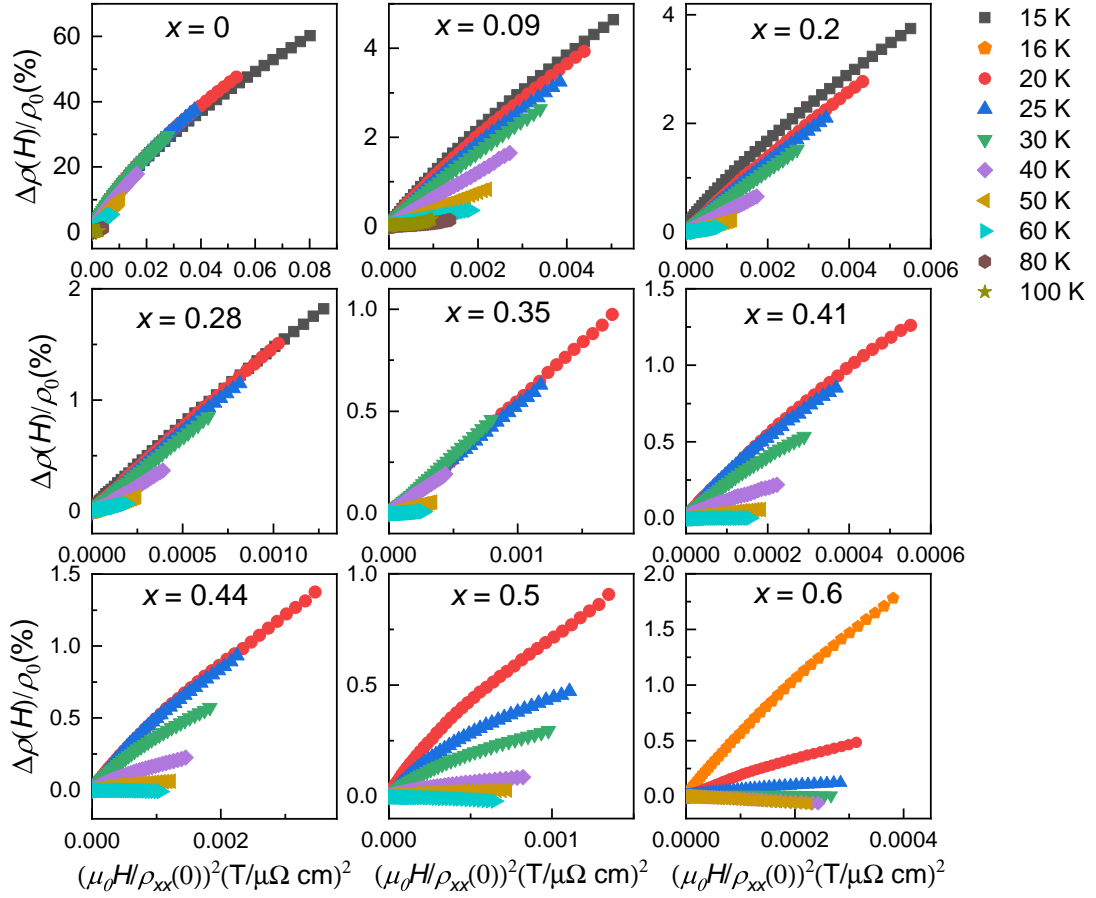 x = 0
x = 0.09
x = 0.2
15 K
16 K
20 K
25 K
30 K
40 K
50 K
60 K
80 K
100 K
Δρ(H)/ρ₀(%)
60
40
20
0
0.00 0.02 0.04 0.06 0.08
4
2
0
0.000 0.002 0.004
4
2
0
0.000 0.002 0.004 0.006
x = 0.28
x = 0.35
x = 0.41
Δρ(H)/ρ₀(%)
2
1
0
0.0000 0.0005 0.0010
1.0
0.5
0.0
0.000 0.001
1.5
1.0
0.5
0.0
0.0000 0.0002 0.0004 0.0006
x = 0.44
x = 0.5
x = 0.6
Δρ(H)/ρ₀(%)
1.5
1.0
0.5
0.0
0.000 0.002
1.0
0.5
0.0
0.000 0.001
2.0
1.5
1.0
0.5
0.0
0.0000 0.0002 0.0004
(μ₀H/ρₓₓ(0))²(T/μΩ cm)²
(μ₀H/ρₓₓ(0))²(T/μΩ cm)²
(μ₀H/ρₓₓ(0))²(T/μΩ cm)²